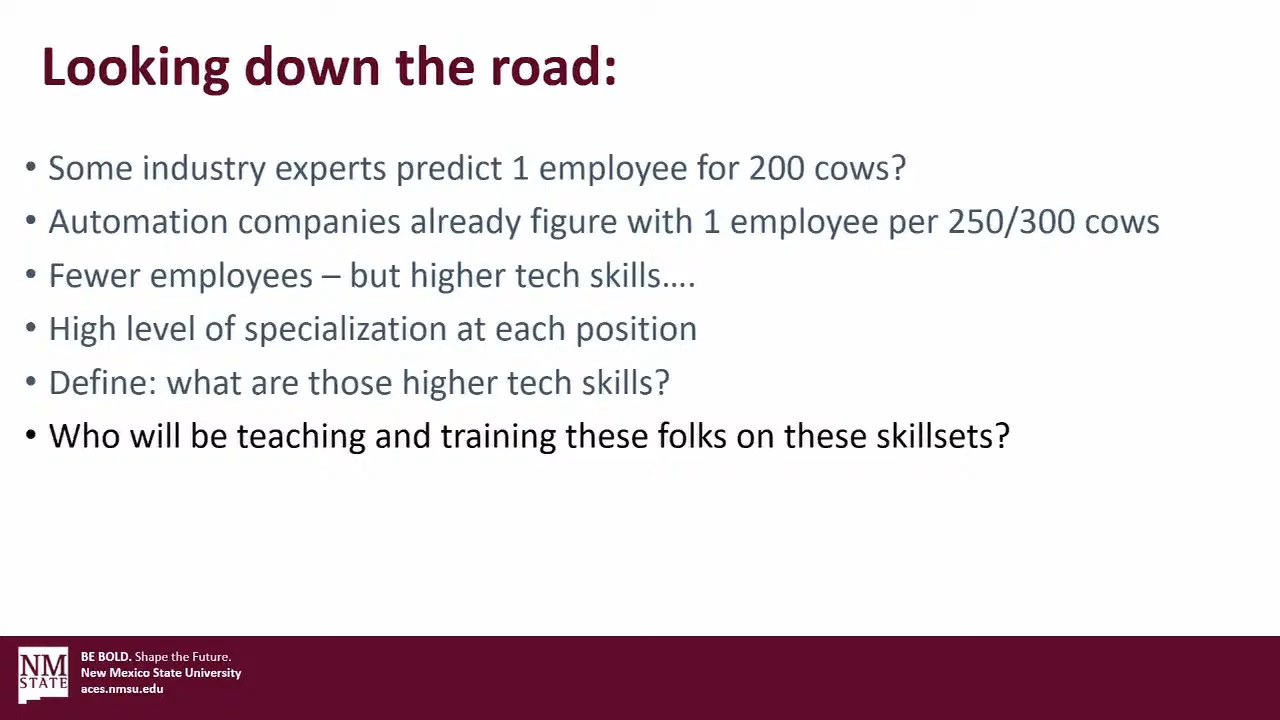 Looking down the road:
• Some industry experts predict 1 employee for 200 cows?
• Automation companies already figure with 1 employee per 250/300 cows
• Fewer employees – but higher tech skills....
• High level of specialization at each position
• Define: what are those higher tech skills?
• Who will be teaching and training these folks on these skillsets?
NM
STATE
BE BOLD. Shape the Future.
New Mexico State University
aces.nmsu.edu